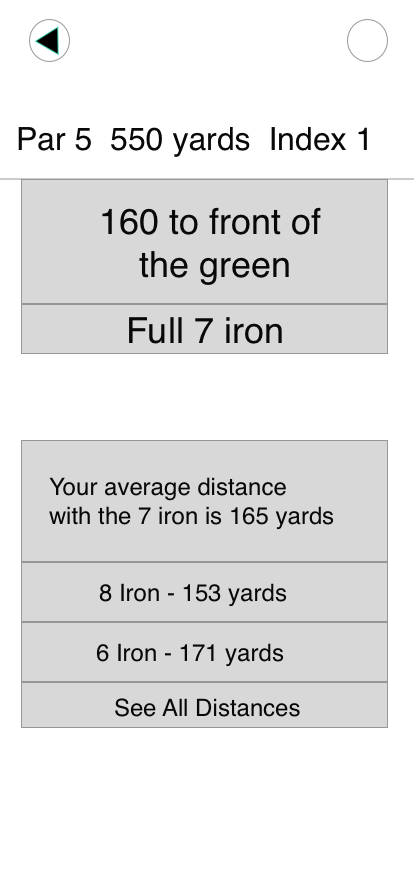 Par 5  550 yards  Index 1
160 to front of
the green
Full 7 iron
Your average distance
with the 7 iron is 165 yards
8 Iron - 153 yards
6 Iron - 171 yards
See All Distances